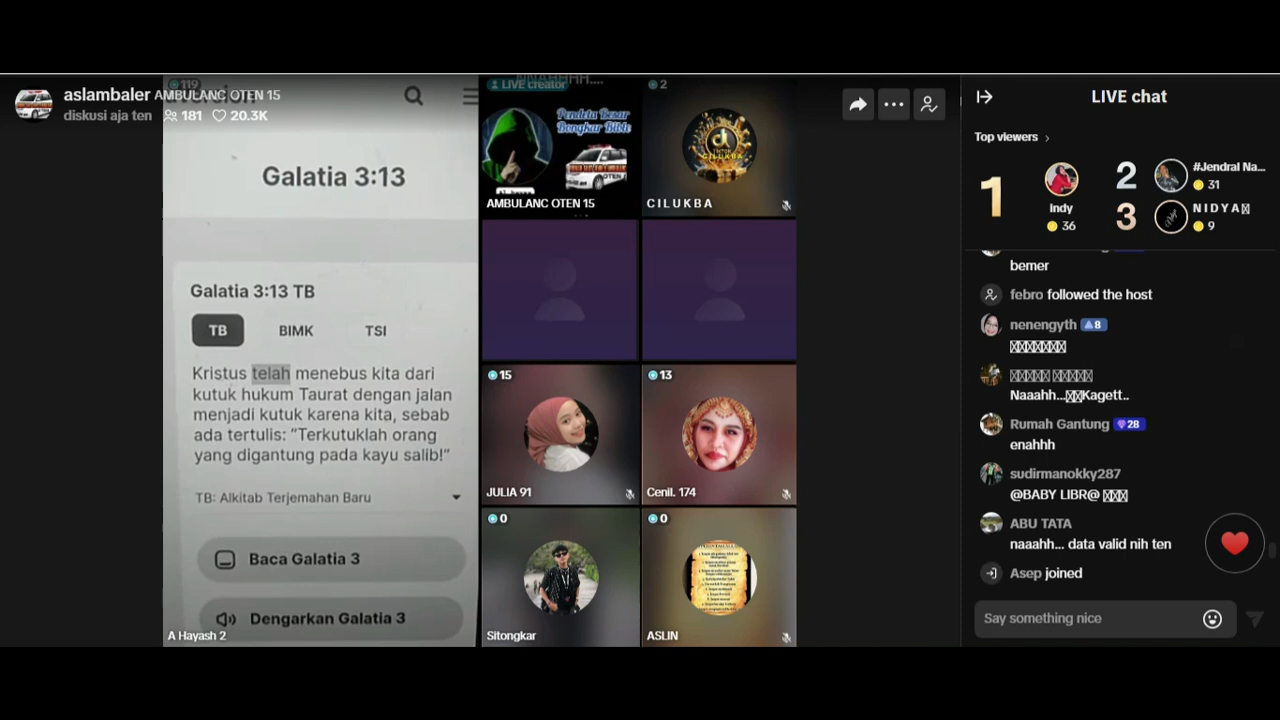 aslambaler AMBULANC OTEN 15
diskusi aja ten 181 20.3K
119
Galatia 3:13
Galatia 3:13 TB
TB BIMK TSI
Kristus telah menebus kita dari
kutuk hukum Taurat dengan jalan
menjadi kutuk karena kita, sebab
ada tertulis: "Terkutuklah orang
yang digantung pada kayu salib!"
TB: Alkitab Terjemahan Baru
Baca Galatia 3
Dengarkan Galatia 3
A Hayash 2
LIVE creator
Pendeta Besar
Bongkar Bible
AMBULANC OTEN 15
2
C I L U K B A
15
JULIA 91
13
Cenil. 174
0
Sitongkar
0
ASLIN
LIVE chat
Top viewers
1
Indy
36
2
#Jendral Na...
31
3
N I D Y A
9
bemer
febro followed the host
nenengyth 8
Naaahh... Kagett..
Rumah Gantung 28
enahhh
sudirmanokky287
@BABY LIBR@
ABU TATA
naaahh... data valid nih ten
Asep joined
Say something nice